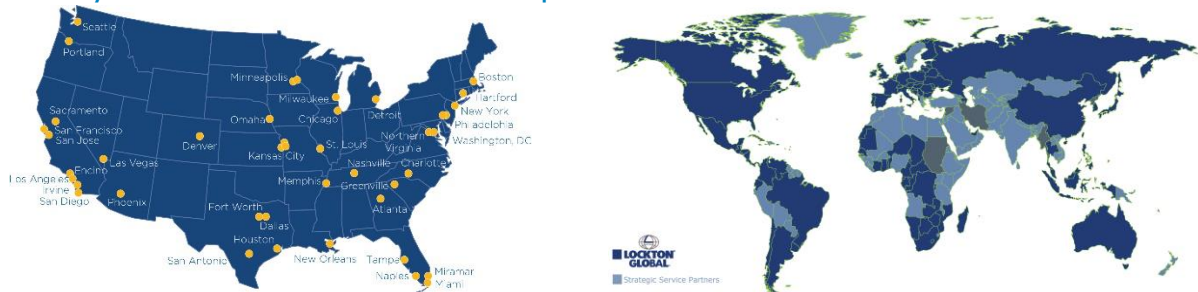 Seattle
Portland
Minneapolis
Milwaukee
Boston
Hartford
New York
Philadelphia
Detroit
Chicago
Omaha
Sacramento
San Francisco
San Jose
Denver
Kansas City
St. Louis
Northern
Virginia
Washington, DC
Las Vegas
Nashville
Charlotte
Encino
Los Angeles
Irvine
San Diego
Phoenix
Memphis
Greenville
Atlanta
Fort Worth
Dallas
Houston
San Antonio
New Orleans
Tampa
Naples
Miramar
Miami
LOCKTON
GLOBAL
Strategic Service Partners